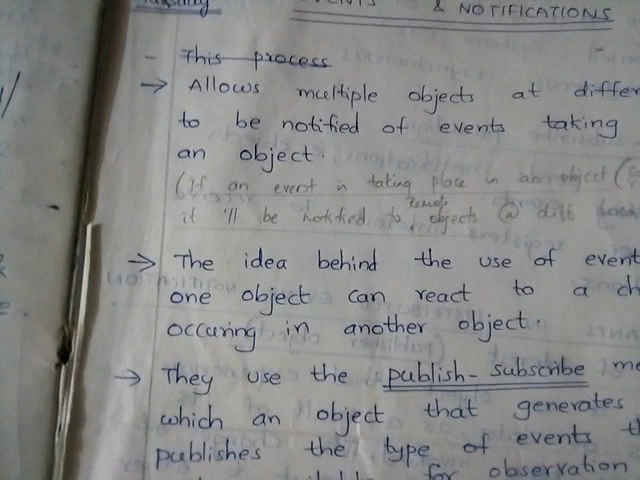 & NOTIFICATIONS
- This process
→ Allows multiple objects at differ
to be notified of events taking
an object.
(If an event is taking place in an object (
it 'll be notified to remote objects @ diff
→ The idea behind the use of event
one object can react to a ch
occuring in another object.
→ They use the publish-subscribe me
which an object that generates
publishes the type of events th
for observation